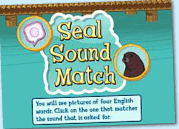 Seal
Sound
Match
You will see pictures of four English
words. Click on the one that matches
the sound that is asked for.